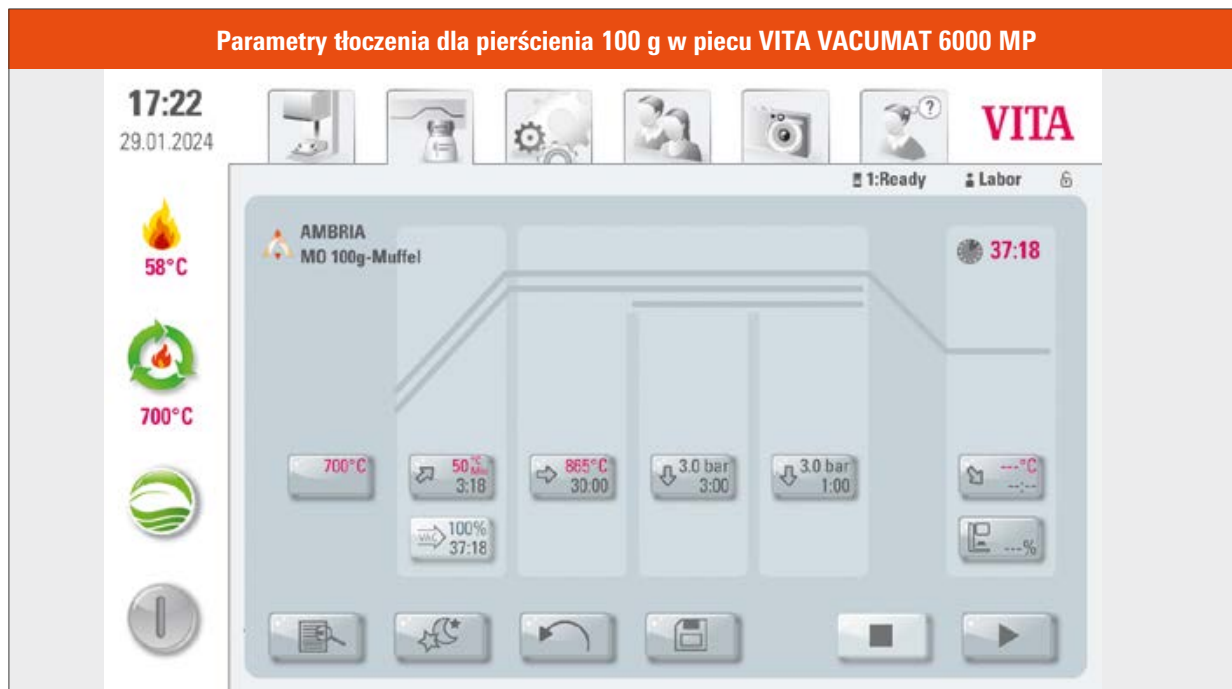 Parametry tłoczenia dla pierścienia 100 g w piecu VITA VACUMAT 6000 MP
17:22
29.01.2024
?
VITA
1:Ready
Labor
58°C
AMBRIA
MO 100g-Muffel
37:18
700°C
700°C
50 °C/Min
3:18
865°C
30:00
3.0 bar
3:00
3.0 bar
1:00
---°C
--:--
VAC
100%
37:18
---%